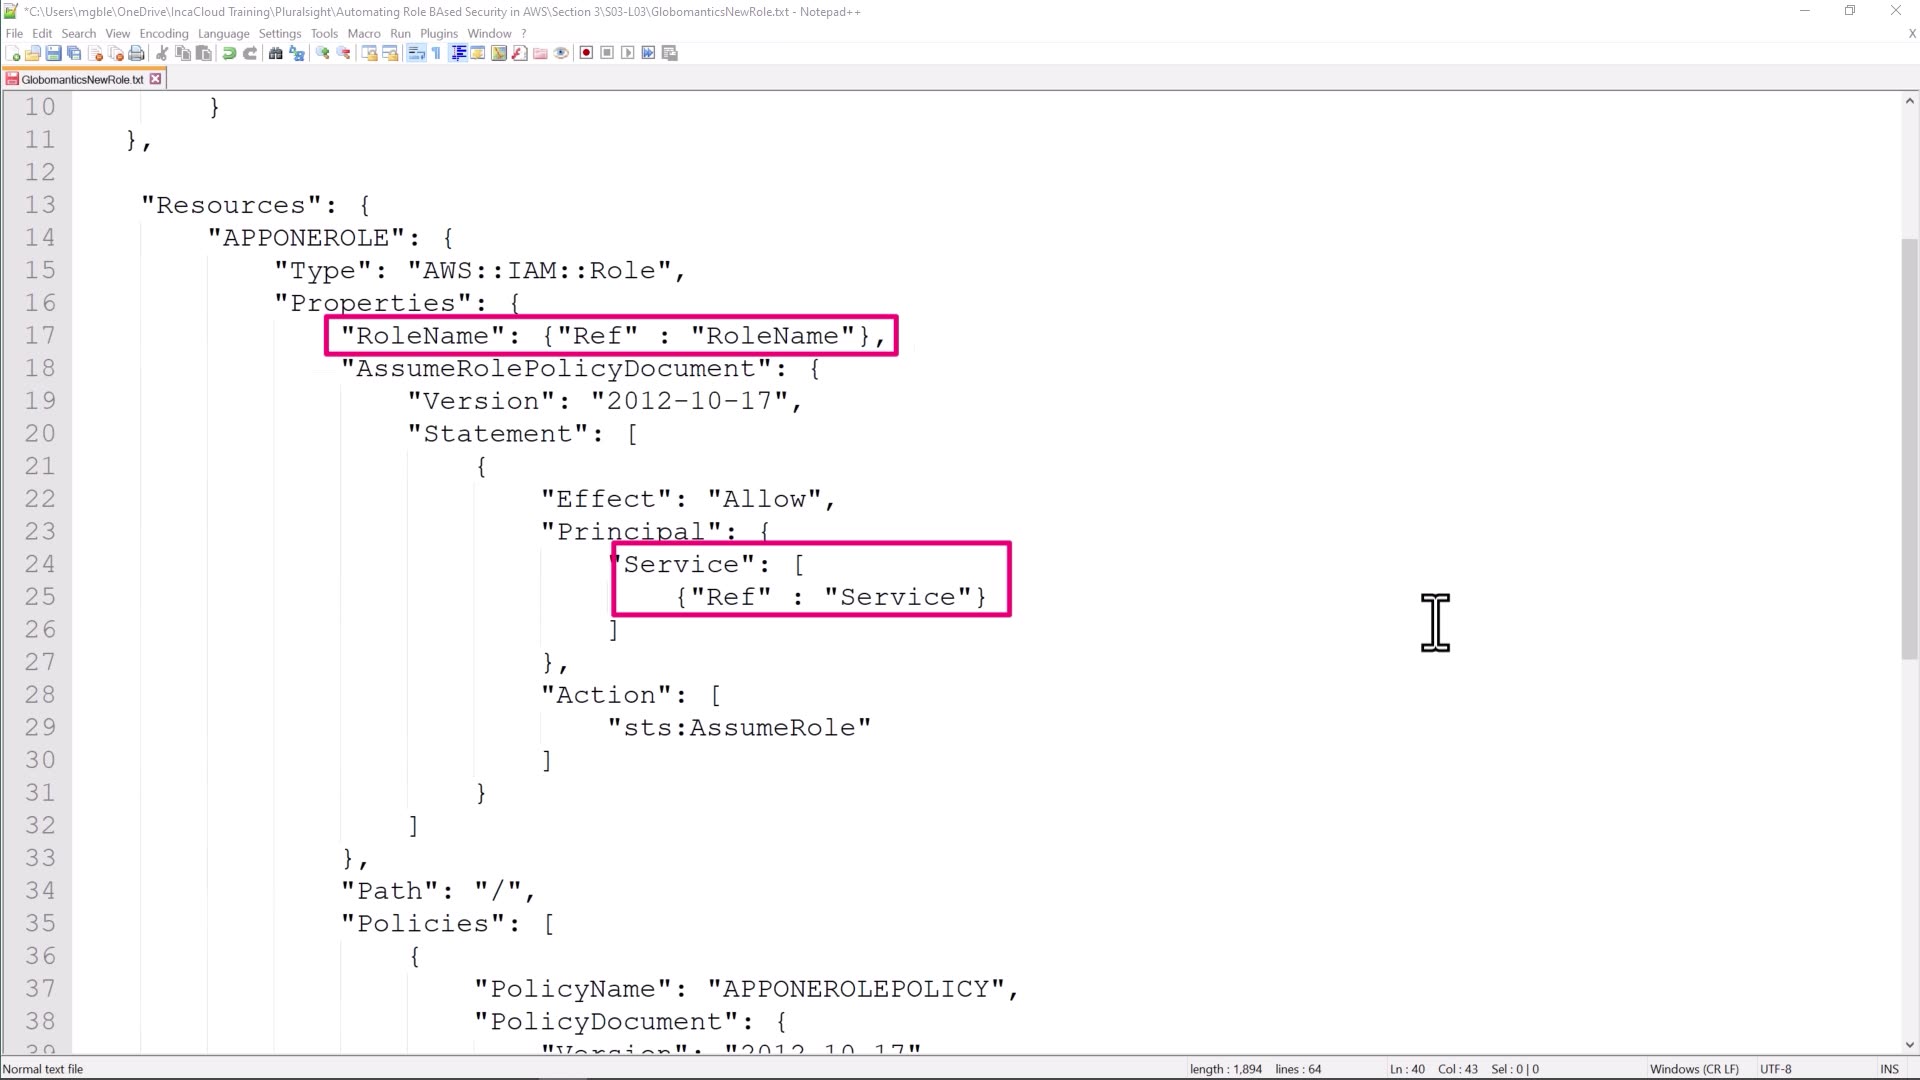 *C:\Users\mgble\OneDrive\IncaCloud Training\Pluralsight\Automating Role BAsed Security in AWS\Section 3\S03-L03\GlobomanticsNewRole.txt - Notepad++
File Edit Search View Encoding Language Settings Tools Macro Run Plugins Window ? X
GlobomanticsNewRole.txt
10 }
11 },
12
13 "Resources": {
14 "APPONEROLE": {
15 "Type": "AWS::IAM::Role",
16 "Properties": {
17 "RoleName": {"Ref" : "RoleName"},
18 "AssumeRolePolicyDocument": {
19 "Version": "2012-10-17",
20 "Statement": [
21 {
22 "Effect": "Allow",
23 "Principal": {
24 "Service": [
25 {"Ref" : "Service"}
26 ]
27 },
28 "Action": [
29 "sts:AssumeRole"
30 ]
31 }
32 ]
33 },
34 "Path": "/",
35 "Policies": [
36 {
37 "PolicyName": "APPONEROLEPOLICY",
38 "PolicyDocument": {
39 "Version": "2012-10-17"
Normal text file length : 1,894 lines : 64 Ln : 40 Col : 43 Sel : 0 | 0 Windows (CR LF) UTF-8 INS